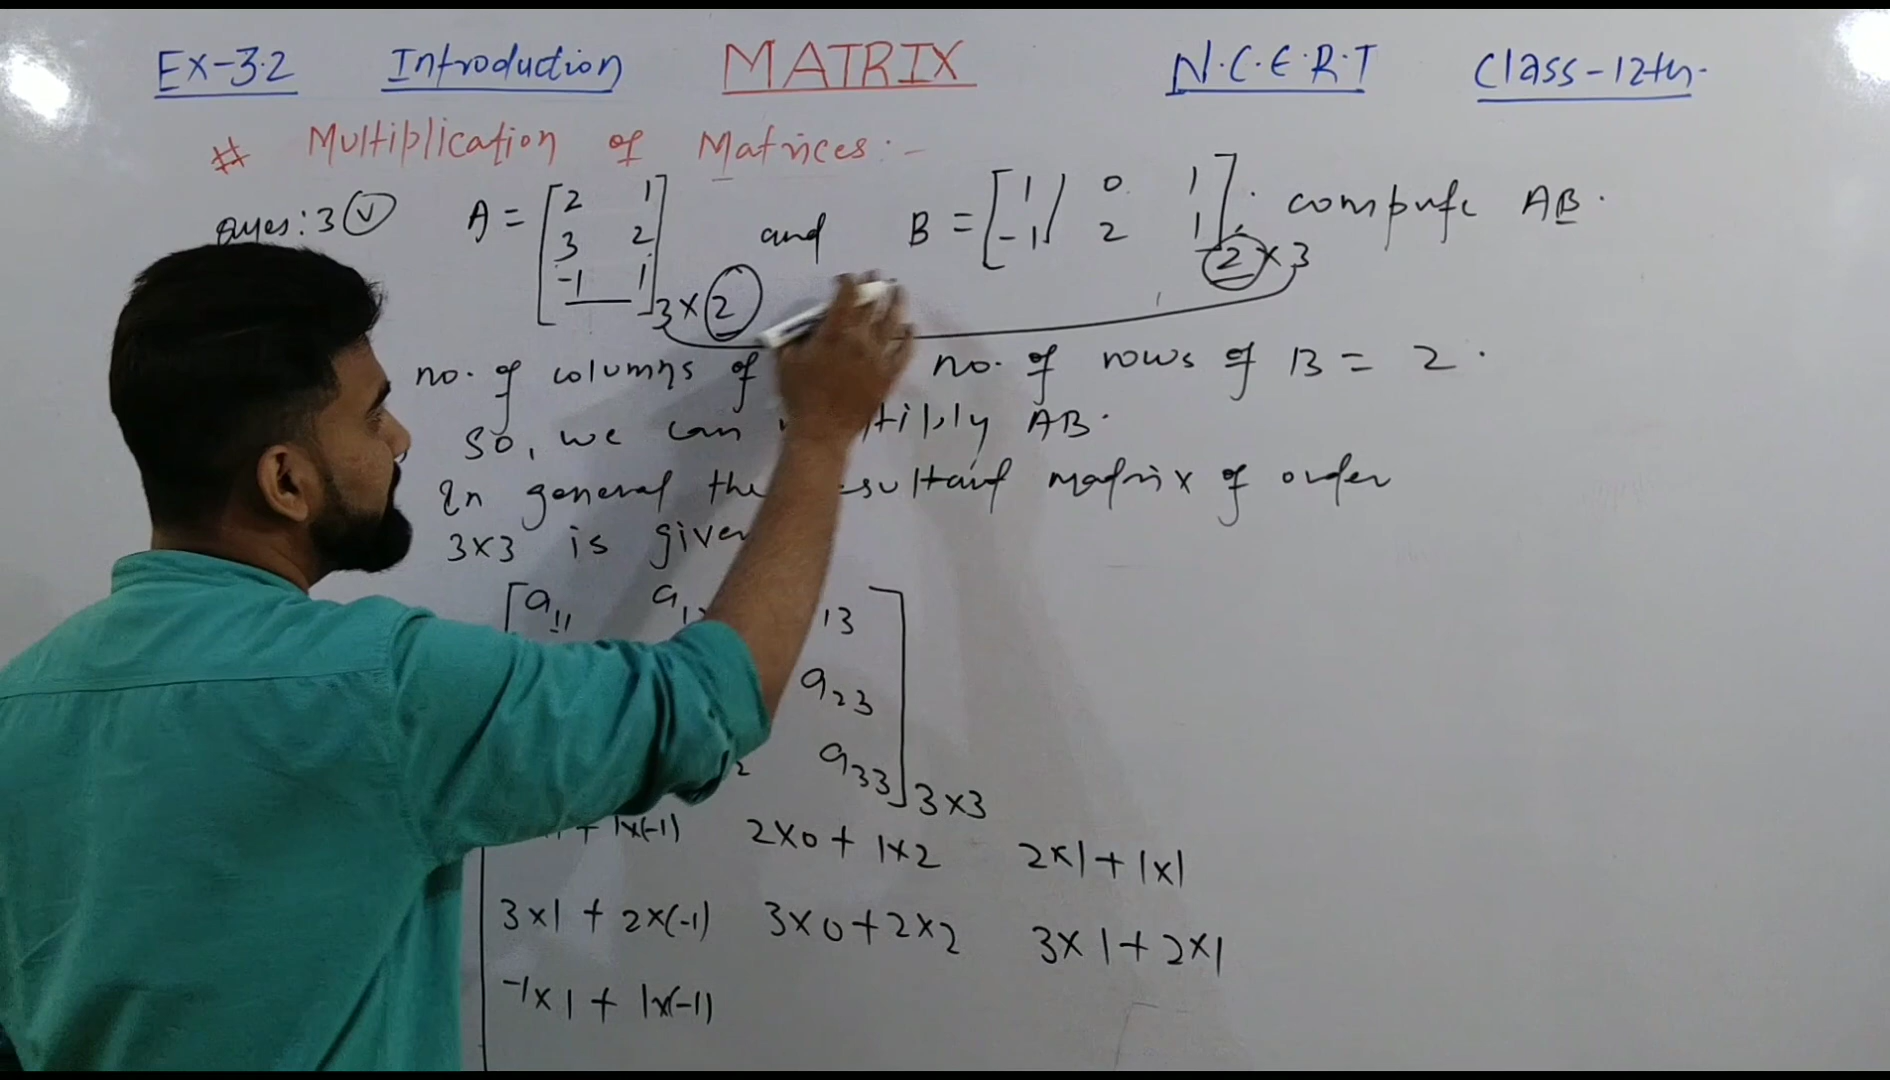 Ex-3.2 Introduction MATRIX N.C.E.R.T Class-12th.
# Multiplication of Matrices:-
Ques: 3 (v) A = [2 1
3 2
-1 1] 3×2 and B = [1 0 1
-1 2 1] 2×3 . compute AB.
no. of columns of no. of rows of B = 2.
So, we can AB.
In general the matrix of order
3×3 is given
[a11
13
a23
a33] 3×3
+ 1×(-1) 2×0 + 1×2 2×1 + 1×1
3×1 + 2×(-1) 3×0+2×2 3×1+2×1
-1×1 + 1×(-1)